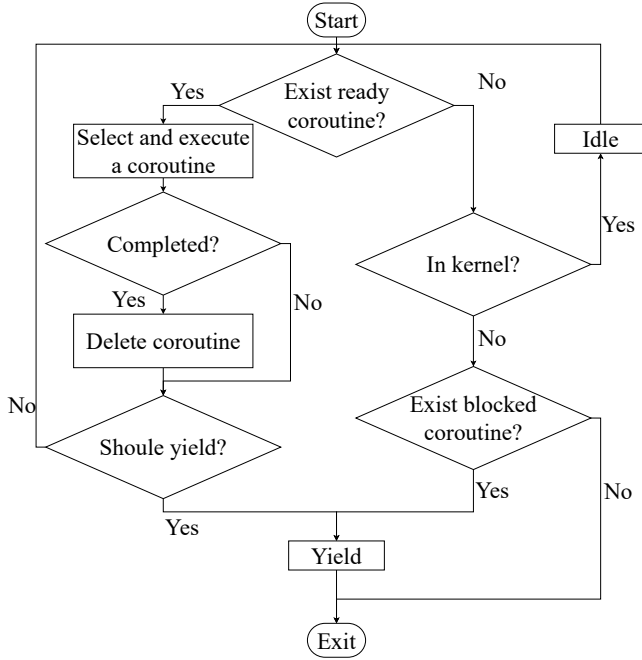 Start
Exist ready
coroutine?
Yes
No
Select and execute
a coroutine
Idle
Completed?
In kernel?
Yes
Yes
No
Delete coroutine
No
No
Exist blocked
coroutine?
Shoule yield?
Yes
Yes
No
Yield
Exit